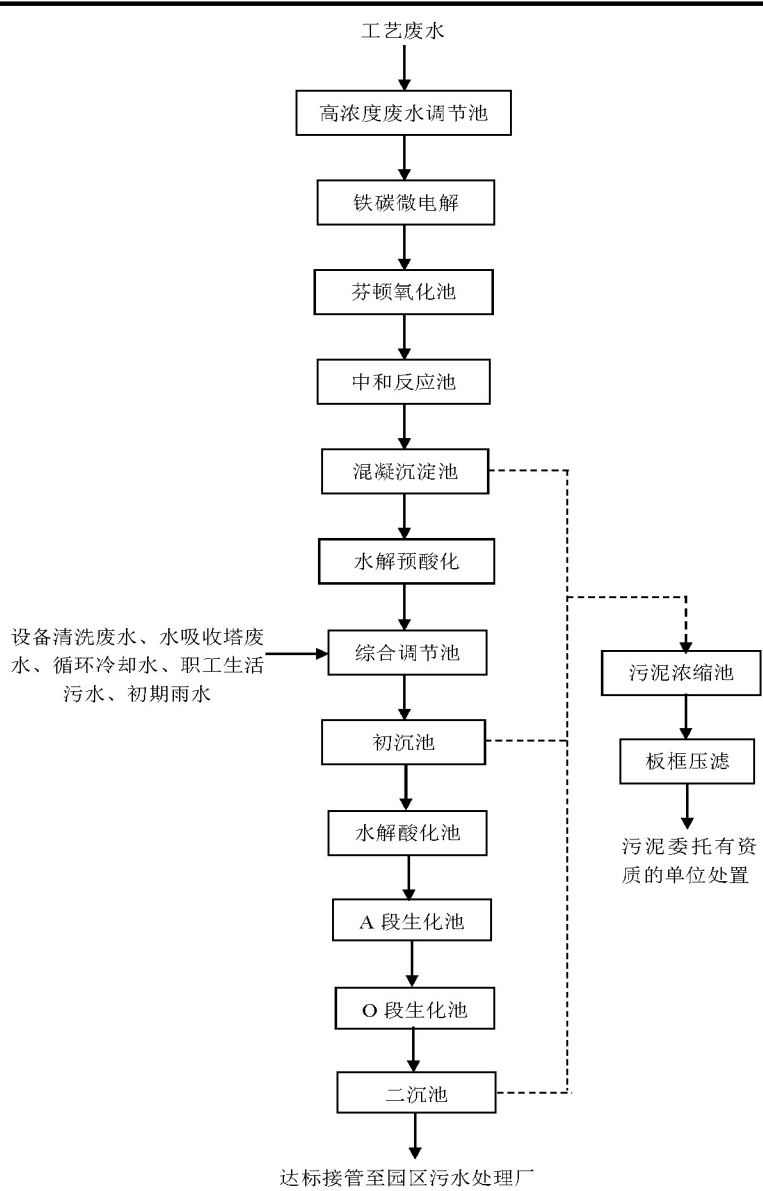 工艺废水
高浓度废水调节池
铁碳微电解
芬顿氧化池
中和反应池
混凝沉淀池
水解预酸化
设备清洗废水、水吸收塔废
水、循环冷却水、职工生活
污水、初期雨水
综合调节池
初沉池
水解酸化池
A 段生化池
O 段生化池
二沉池
达标接管至园区污水处理厂
污泥浓缩池
板框压滤
污泥委托有资
质的单位处置